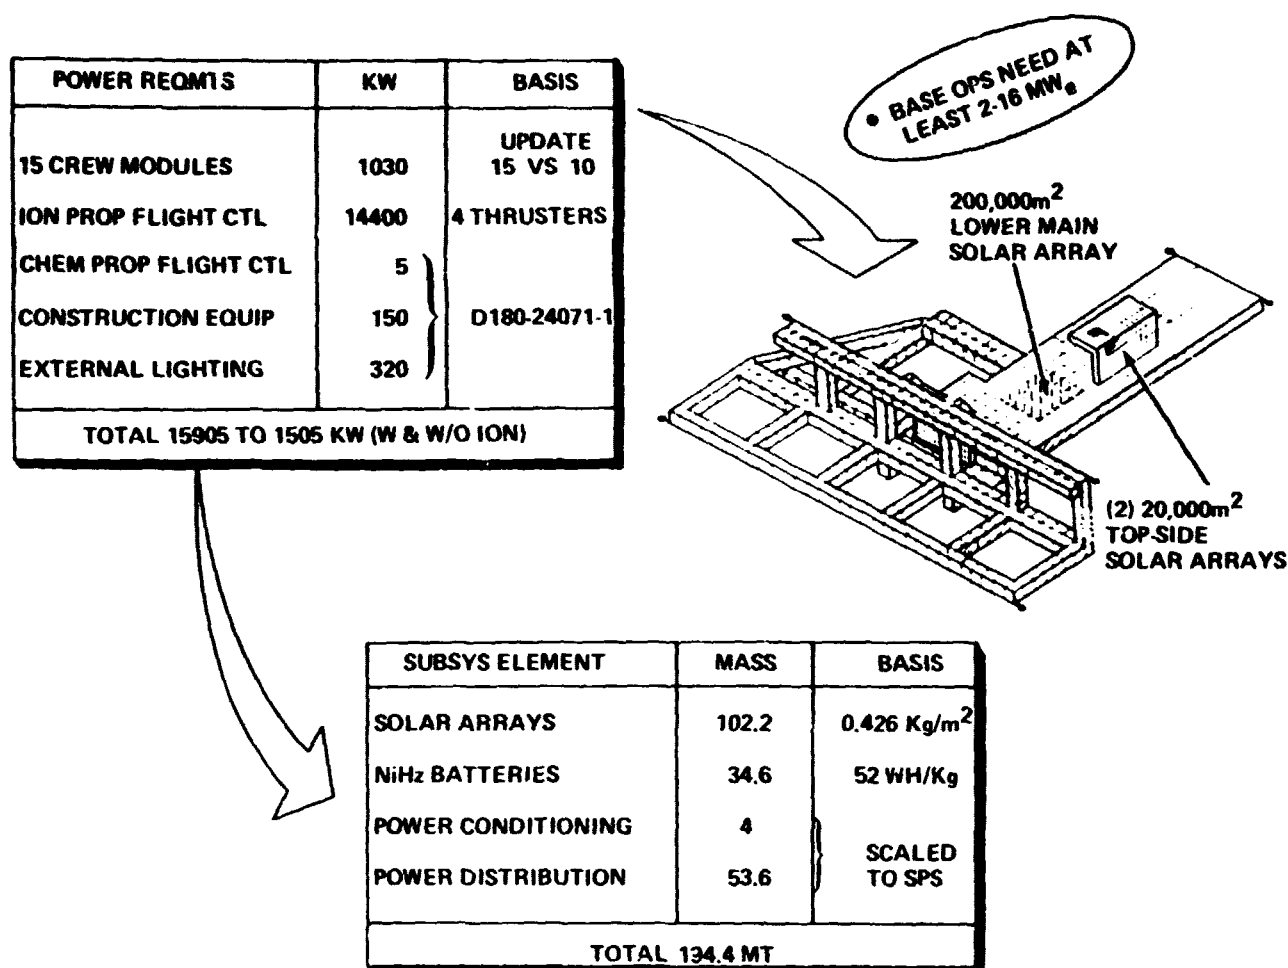 POWER REQM1S KW BASIS
15 CREW MODULES 1030 UPDATE 15 VS 10
ION PROP FLIGHT CTL 14400 4 THRUSTERS
CHEM PROP FLIGHT CTL 5
CONSTRUCTION EQUIP 150 D180-24071-1
EXTERNAL LIGHTING 320
TOTAL 15905 TO 1505 KW (W & W/O ION)
• BASE OPS NEED AT
LEAST 2-16 MWe
200,000m2
LOWER MAIN
SOLAR ARRAY
(2) 20,000m2
TOP-SIDE
SOLAR ARRAYS
SUBSYS ELEMENT MASS BASIS
SOLAR ARRAYS 102.2 0.426 Kg/m2
NiHz BATTERIES 34.6 52 WH/Kg
POWER CONDITIONING 4
SCALED
POWER DISTRIBUTION 53.6 TO SPS
TOTAL 194.4 MT